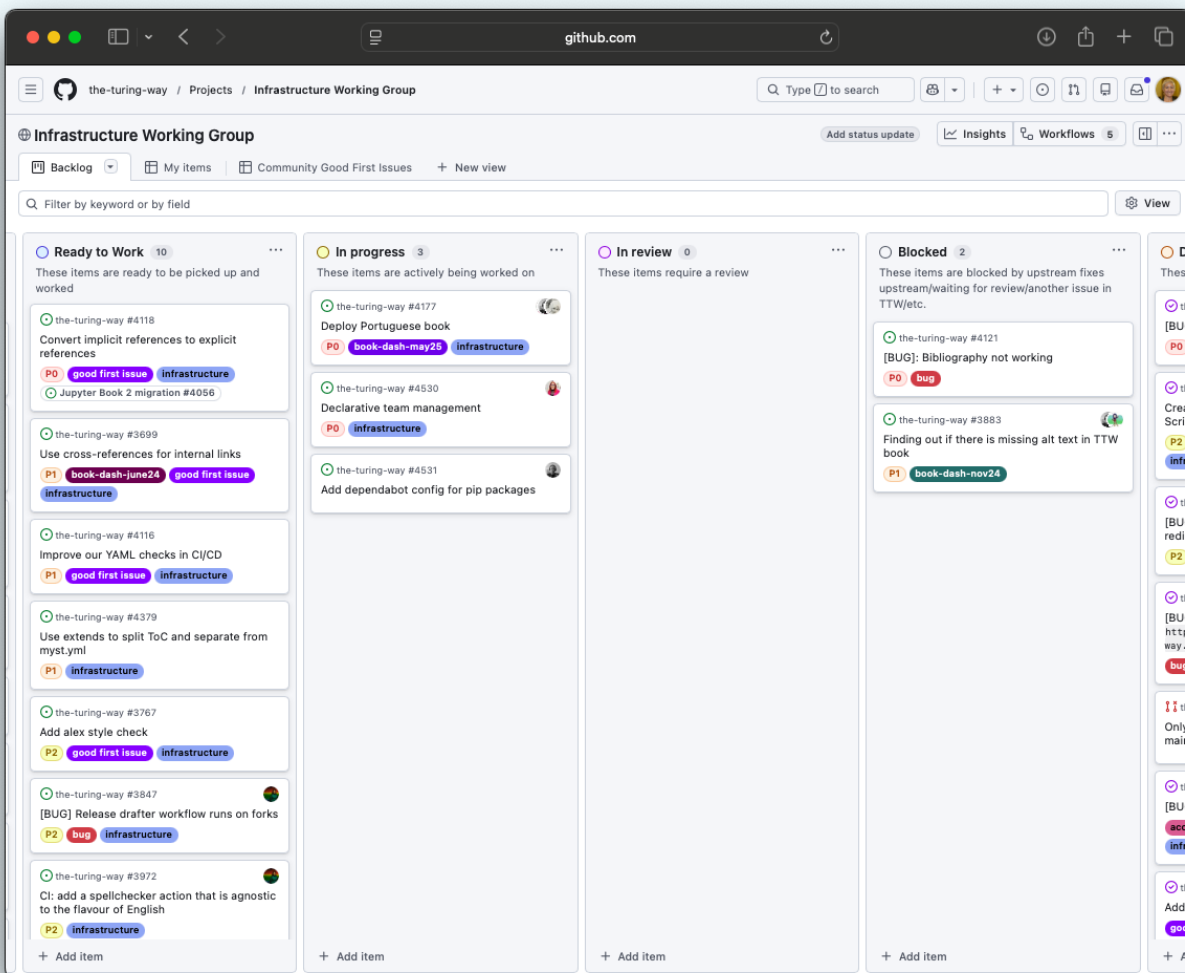 github.com
the-turing-way / Projects / Infrastructure Working Group
Type / to search
Infrastructure Working Group
Add status update
Insights
Workflows 5
Backlog
My items
Community Good First Issues
+ New view
Filter by keyword or by field
View
Ready to Work 10
These items are ready to be picked up and
worked
the-turing-way #4118
Convert implicit references to explicit
references
P0 good first issue infrastructure
Jupyter Book 2 migration #4056
the-turing-way #3699
Use cross-references for internal links
P1 book-dash-june24 good first issue
infrastructure
the-turing-way #4116
Improve our YAML checks in CI/CD
P1 good first issue infrastructure
the-turing-way #4379
Use extends to split ToC and separate from
myst.yml
P1 infrastructure
the-turing-way #3767
Add alex style check
P2 good first issue infrastructure
the-turing-way #3847
[BUG] Release drafter workflow runs on forks
P2 bug infrastructure
the-turing-way #3972
CI: add a spellchecker action that is agnostic
to the flavour of English
P2 infrastructure
+ Add item
In progress 3
These items are actively being worked on
the-turing-way #4177
Deploy Portuguese book
P0 book-dash-may25 infrastructure
the-turing-way #4530
Declarative team management
P0 infrastructure
the-turing-way #4531
Add dependabot config for pip packages
+ Add item
In review 0
These items require a review
+ Add item
Blocked 2
These items are blocked by upstream fixes
upstream/waiting for review/another issue in
TTW/etc.
the-turing-way #4121
[BUG]: Bibliography not working
P0 bug
the-turing-way #3883
Finding out if there is missing alt text in TTW
book
P1 book-dash-nov24
+ Add item
P0
P2
P2
bug
Only
Add